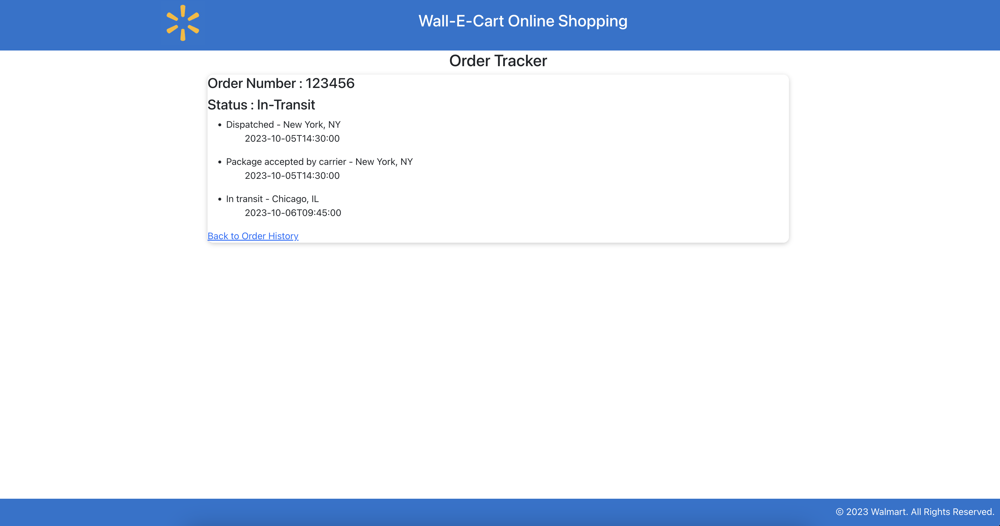 Wall-E-Cart Online Shopping
Order Tracker
Order Number : 123456
Status : In-Transit
• Dispatched - New York, NY
2023-10-05T14:30:00
• Package accepted by carrier - New York, NY
2023-10-05T14:30:00
• In transit - Chicago, IL
2023-10-06T09:45:00
Back to Order History
© 2023 Walmart. All Rights Reserved.